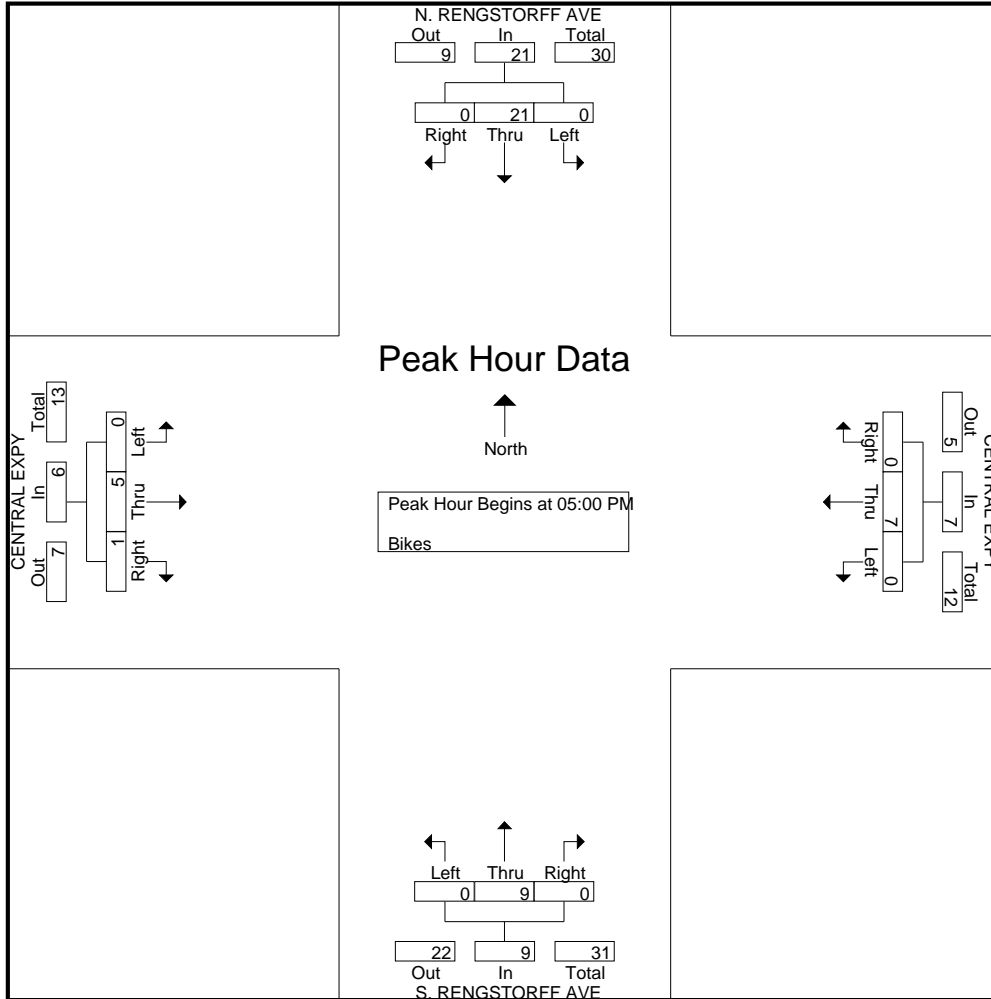 N. RENGSTORFF AVE
Out In Total
9 21 30
0 21 0
Right Thru Left
Peak Hour Data
North
Peak Hour Begins at 05:00 PM
Bikes
CENTRAL EXPY
Out In Total
7 6 13
Left Thru Right
0 5 1
CENTRAL EXPY
Out In Total
5 7 12
Right Thru Left
0 7 0
Left Thru Right
0 9 0
22 9 31
Out In Total
S. RENGSTORFF AVE